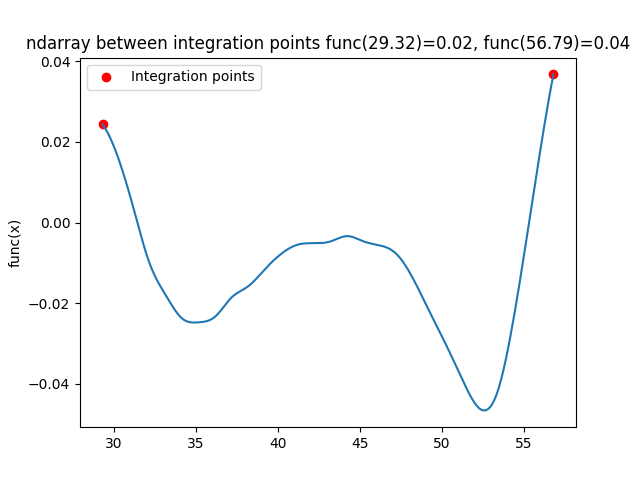 ndarray between integration points func(29.32)=0.02, func(56.79)=0.04
Integration points
func(x)
0.04
0.02
0.00
−0.02
−0.04
30 35 40 45 50 55